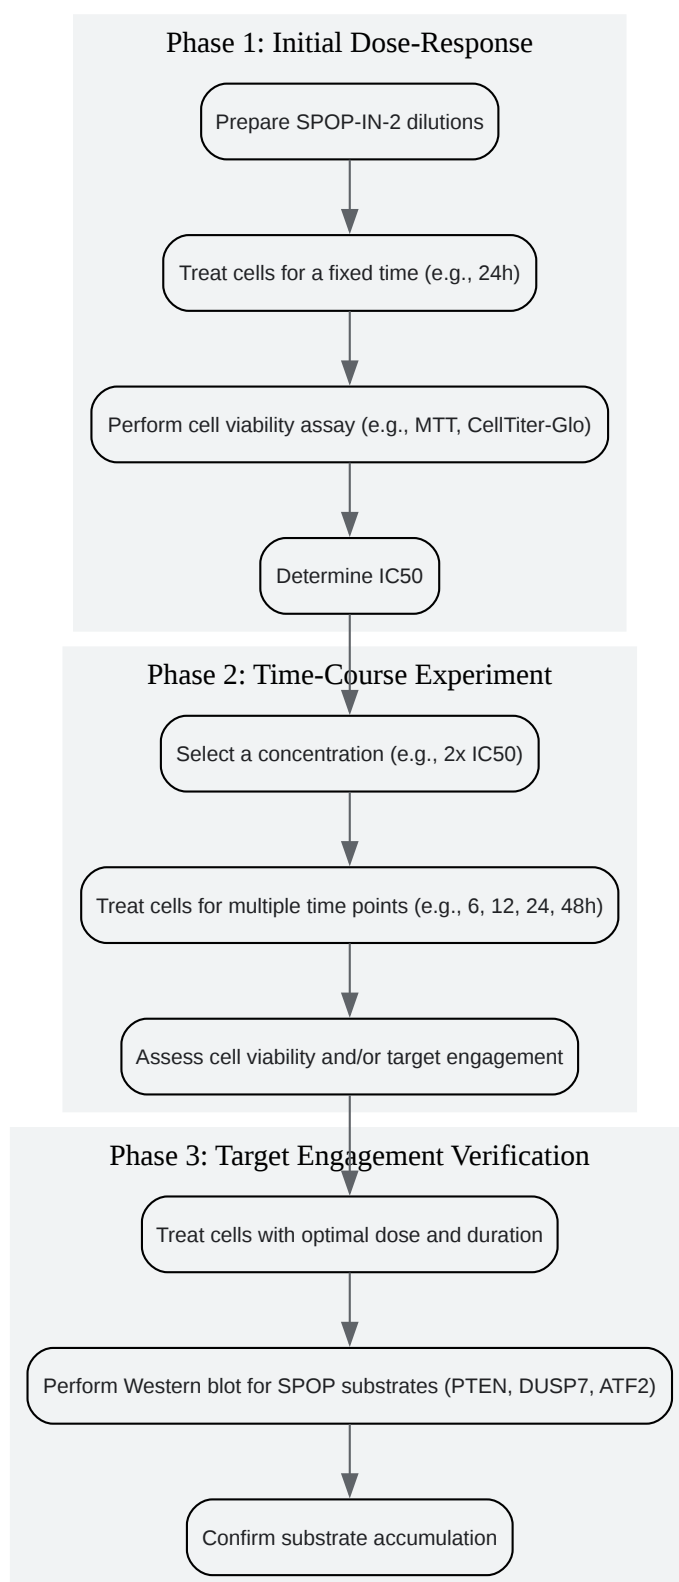 Phase 1: Initial Dose-Response
Prepare SPOP-IN-2 dilutions
Treat cells for a fixed time (e.g., 24h)
Perform cell viability assay (e.g., MTT, CellTiter-Glo)
Determine IC50
Phase 2: Time-Course Experiment
Select a concentration (e.g., 2x IC50)
Treat cells for multiple time points (e.g., 6, 12, 24, 48h)
Assess cell viability and/or target engagement
Phase 3: Target Engagement Verification
Treat cells with optimal dose and duration
Perform Western blot for SPOP substrates (PTEN, DUSP7, ATF2)
Confirm substrate accumulation